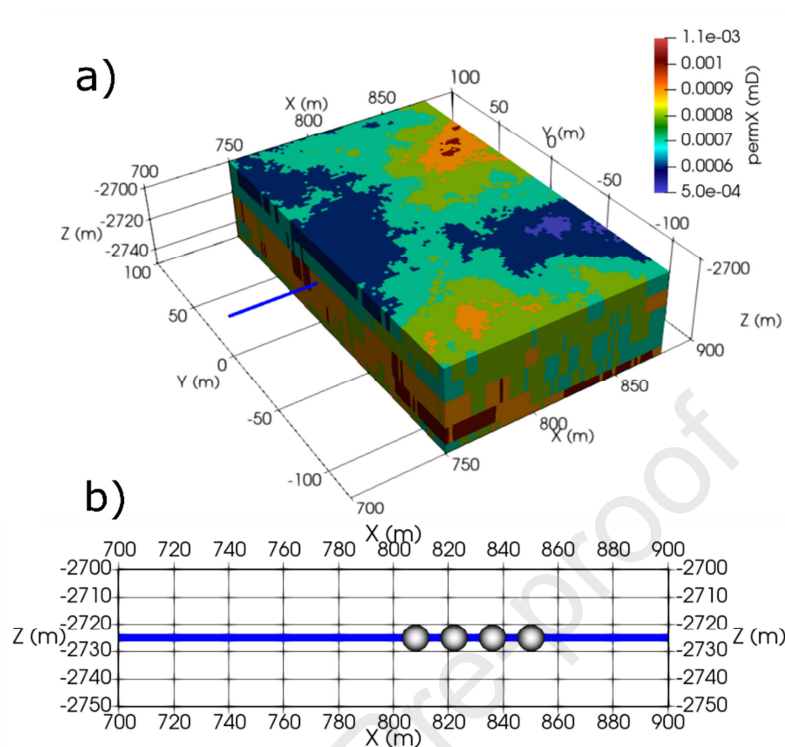 a)
1.1e-03
0.001
0.0009
0.0008
0.0007
0.0006
5.0e-04
permX (mD)
X (m)
750
800
850
100
50
0
-50
-100
Y (m)
700
-2700
-2720
-2740
Z (m)
100
50
0
-50
-100
Y (m)
700
750
800
850
900
X (m)
-2700
Z (m)
b)
X (m)
700 720 740 760 780 800 820 840 860 880 900
-2700 -2700
-2710 -2710
-2720 -2720
Z (m) Z (m)
-2730 -2730
-2740 -2740
-2750 -2750
700 720 740 760 780 800 820 840 860 880 900
X (m)
Pre-proof